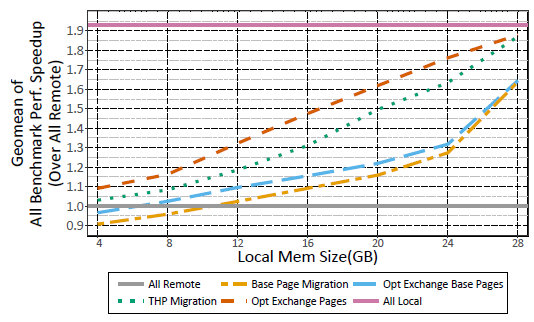 Geomean of
All Benchmark Perf. Speedup
(Over All Remote)
1.9
1.8
1.7
1.6
1.5
1.4
1.3
1.2
1.1
1.0
0.9
4 8 12 16 20 24 28
Local Mem Size(GB)
All Remote Base Page Migration Opt Exchange Base Pages
THP Migration Opt Exchange Pages All Local